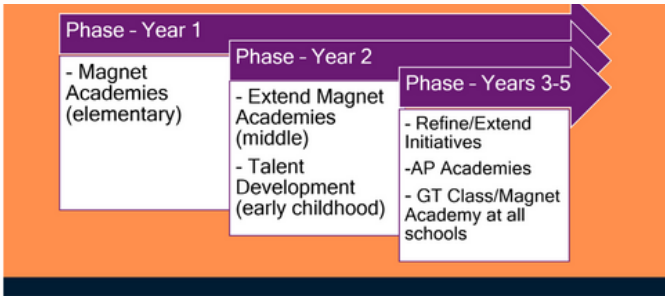 Phase - Year 1
- Magnet
Academies
(elementary)
Phase - Year 2
- Extend Magnet
Academies
(middle)
- Talent
Development
(early childhood)
Phase - Years 3-5
- Refine/Extend
Initiatives
-AP Academies
- GT Class/Magnet
Academy at all
schools